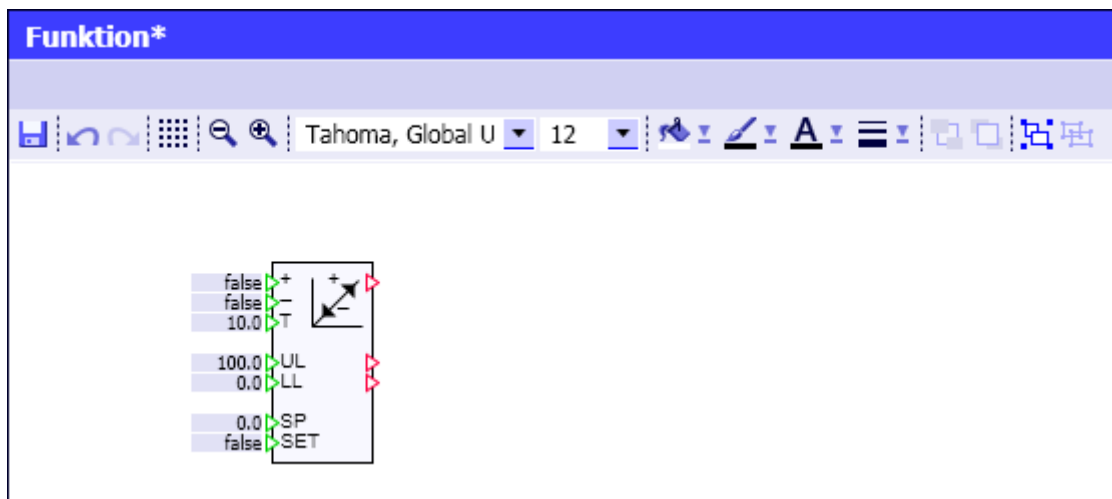 Funktion*
Tahoma, Global U 12
A
false + +
false − −
10.0 T
100.0 UL
0.0 LL
0.0 SP
false SET